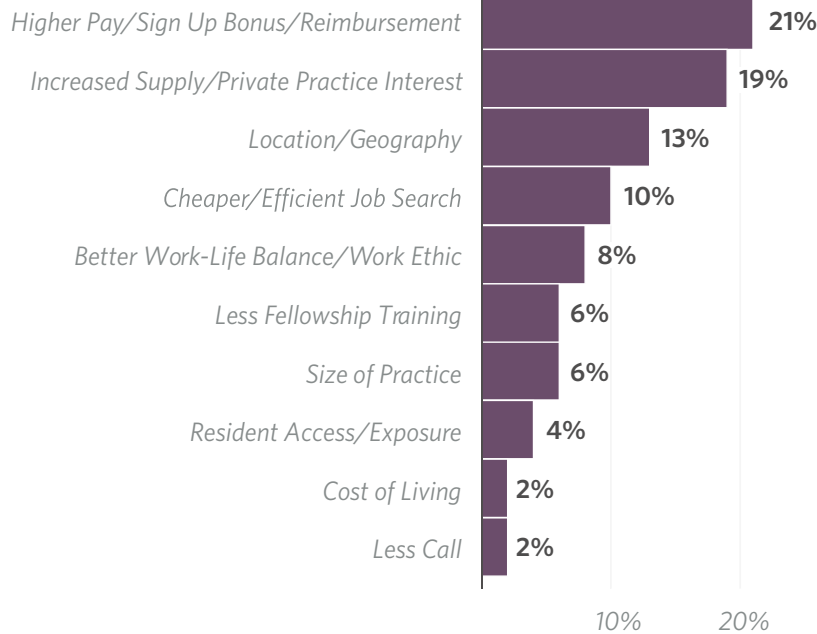 Higher Pay/Sign Up Bonus/Reimbursement 21%
Increased Supply/Private Practice Interest 19%
Location/Geography 13%
Cheaper/Efficient Job Search 10%
Better Work-Life Balance/Work Ethic 8%
Less Fellowship Training 6%
Size of Practice 6%
Resident Access/Exposure 4%
Cost of Living 2%
Less Call 2%
10% 20%